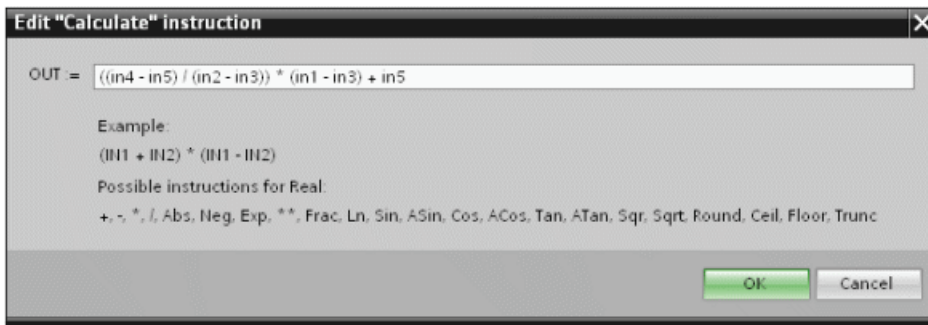 Edit "Calculate" instruction
OUT := ((in4 - in5) / (in2 - in3)) * (in1 - in3) + in5
Example:
(IN1 + IN2) * (IN1 - IN2)
Possible instructions for Real:
+, -, *, /, Abs, Neg, Exp, **, Frac, Ln, Sin, ASin, Cos, ACos, Tan, ATan, Sqr, Sqrt, Round, Ceil, Floor, Trunc
OK Cancel